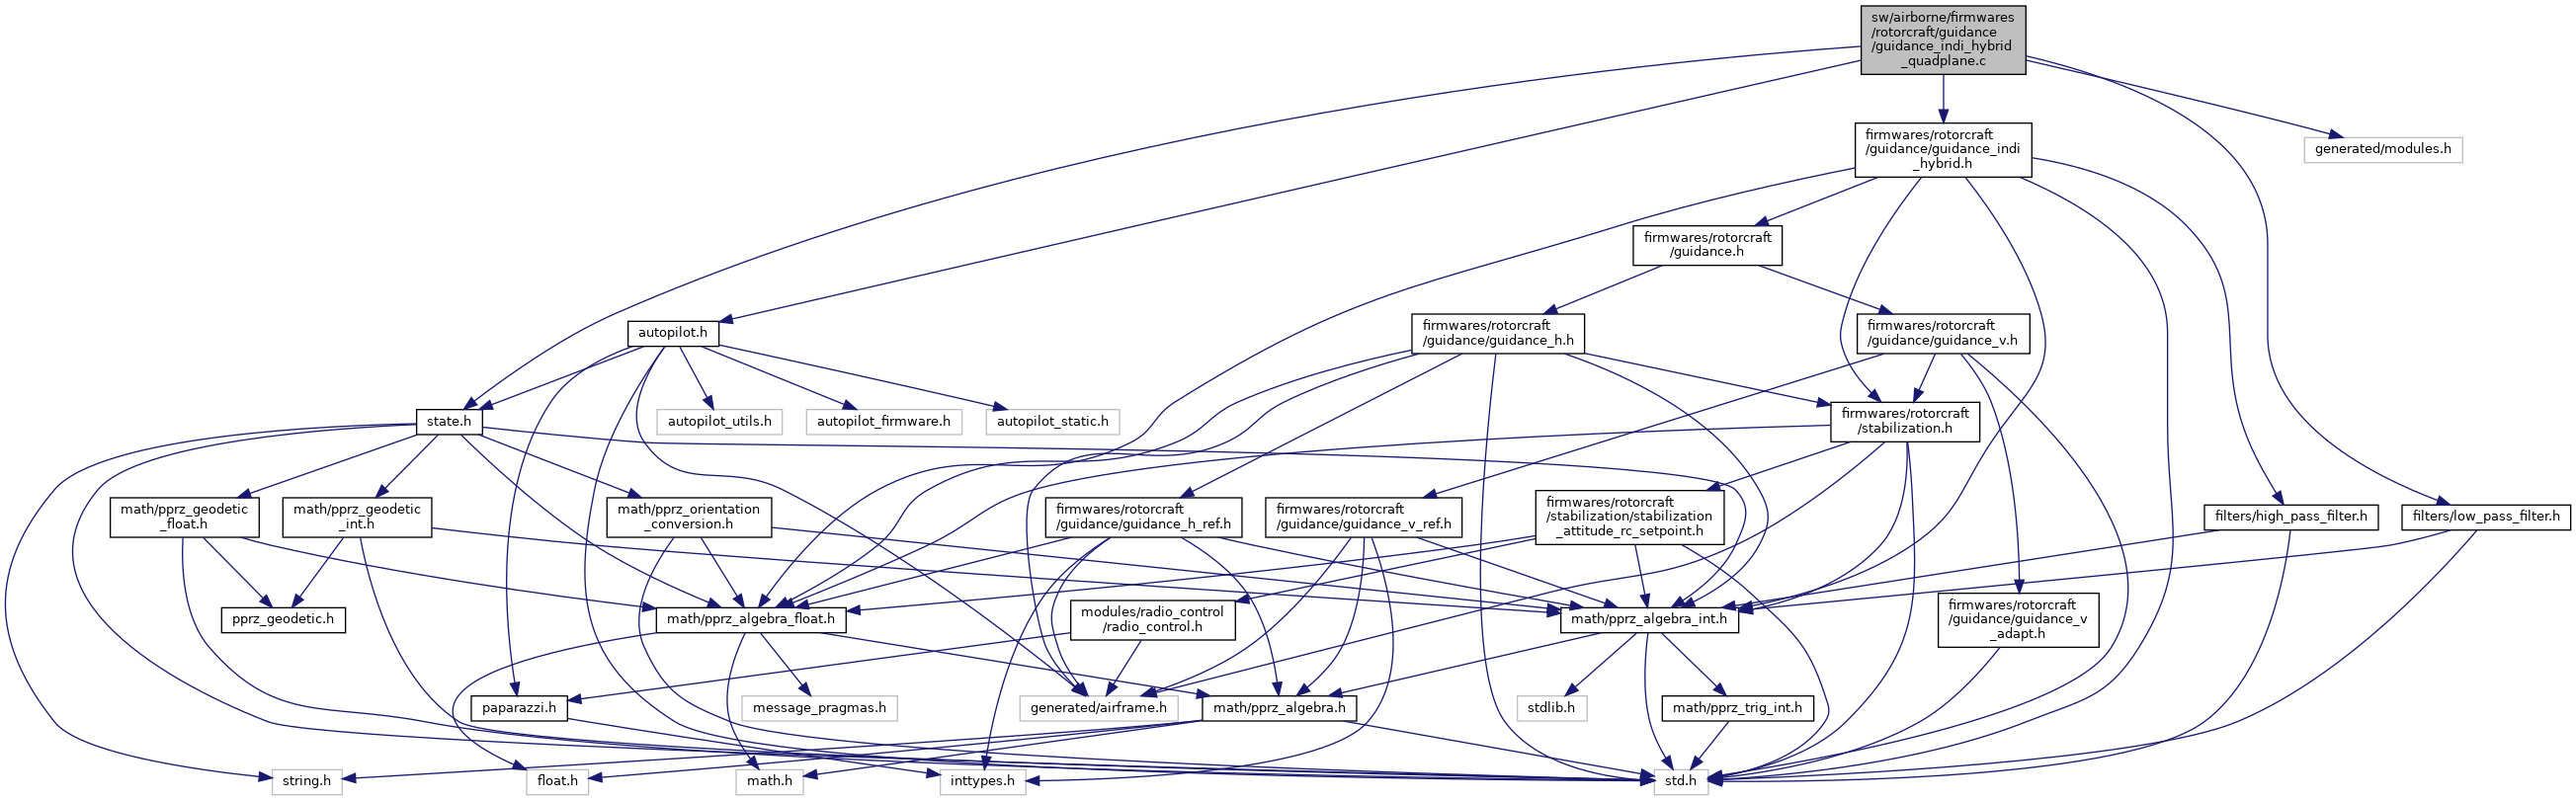 sw/airborne/firmwares
/rotorcraft/guidance
/guidance_indi_hybrid
_quadplane.c
firmwares/rotorcraft
/guidance/guidance_indi
_hybrid.h
generated/modules.h
firmwares/rotorcraft
/guidance.h
autopilot.h
firmwares/rotorcraft
/guidance/guidance_h.h
firmwares/rotorcraft
/guidance/guidance_v.h
state.h
autopilot_utils.h
autopilot_firmware.h
autopilot_static.h
firmwares/rotorcraft
/stabilization.h
math/pprz_geodetic
_float.h
math/pprz_geodetic
_int.h
math/pprz_orientation
_conversion.h
firmwares/rotorcraft
/guidance/guidance_h_ref.h
firmwares/rotorcraft
/guidance/guidance_v_ref.h
firmwares/rotorcraft
/stabilization/stabilization
_attitude_rc_setpoint.h
filters/high_pass_filter.h
filters/low_pass_filter.h
pprz_geodetic.h
math/pprz_algebra_float.h
modules/radio_control
/radio_control.h
math/pprz_algebra_int.h
firmwares/rotorcraft
/guidance/guidance_v
_adapt.h
paparazzi.h
message_pragmas.h
generated/airframe.h
math/pprz_algebra.h
stdlib.h
math/pprz_trig_int.h
string.h
float.h
math.h
inttypes.h
std.h